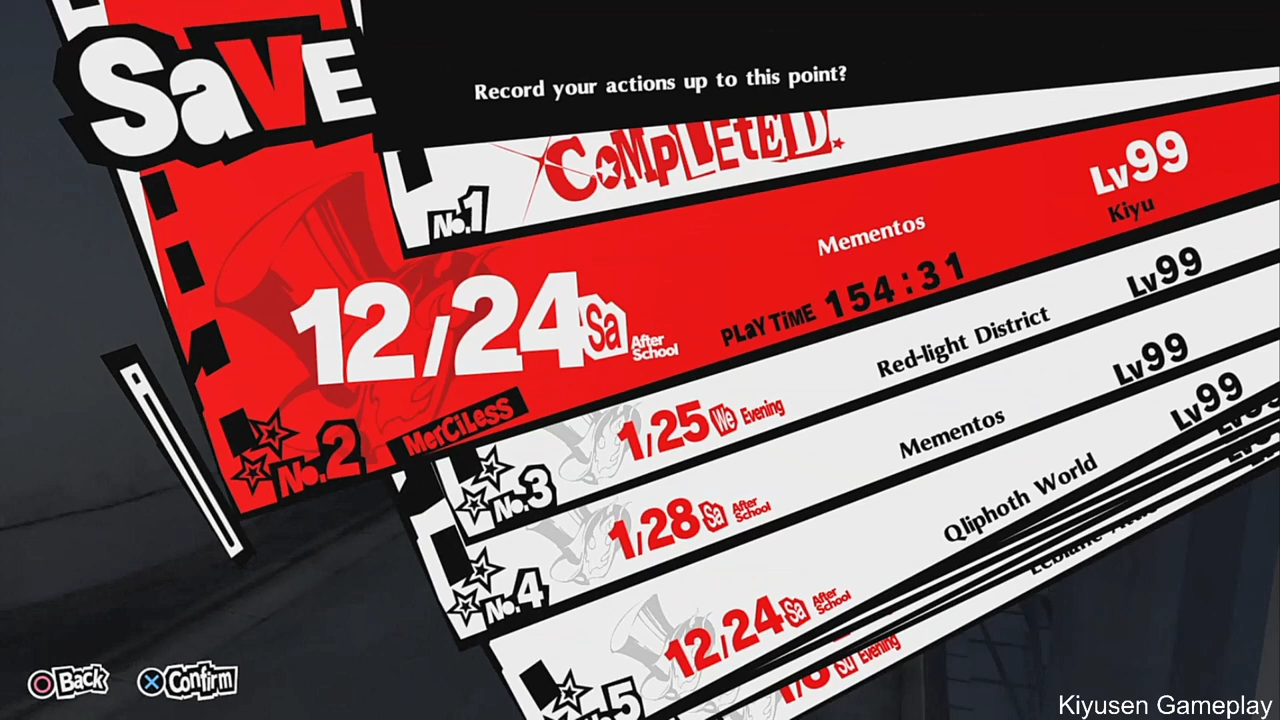 SaVE
Record your actions up to this point?
COMPLEtED
No.1
Lv99
Kiyu
Mementos
12/24 Sa After School
PLaY TiME 154:31
No.2
MerCiLess
Lv99
Red-light District
1/25 We Evening
No.3
Lv99
Mementos
1/28 Sa After School
No.4
Lv99
Qliphoth World
12/24 Sa After School
No.5
Evening
Back
Confirm
Kiyusen Gameplay